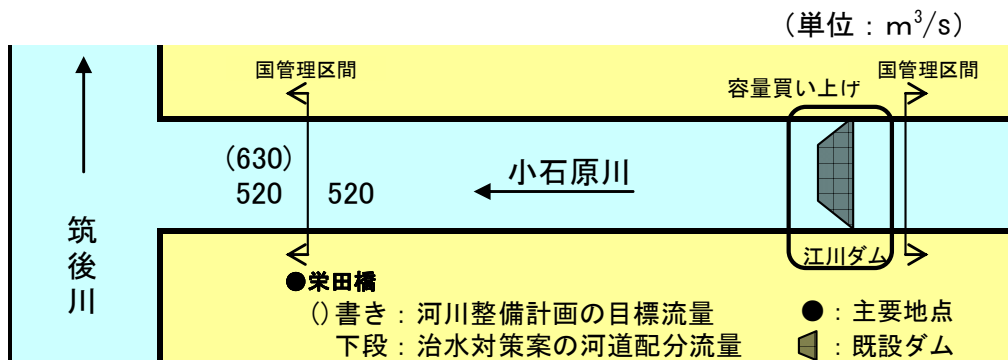 (単位：m³/s)
国管理区間
容量買い上げ
国管理区間
(630)
520
520
小石原川
筑後川
江川ダム
●栄田橋
()書き：河川整備計画の目標流量
下段：治水対策案の河道配分流量
●：主要地点
：既設ダム